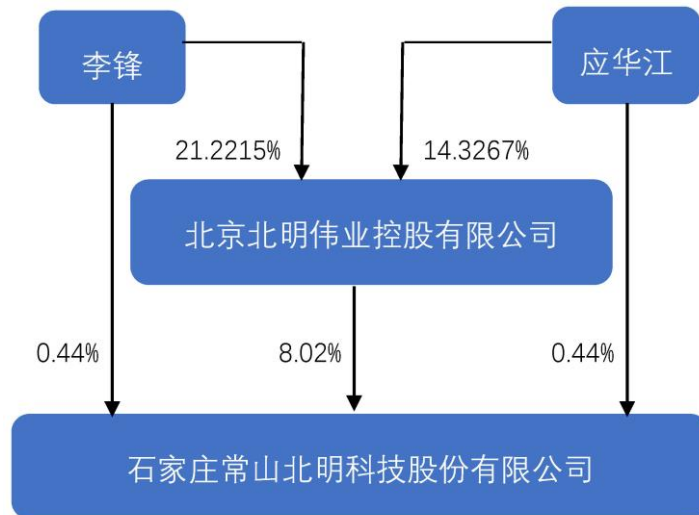 李锋
应华江
21.2215%
14.3267%
北京北明伟业控股有限公司
0.44%
8.02%
0.44%
石家庄常山北明科技股份有限公司